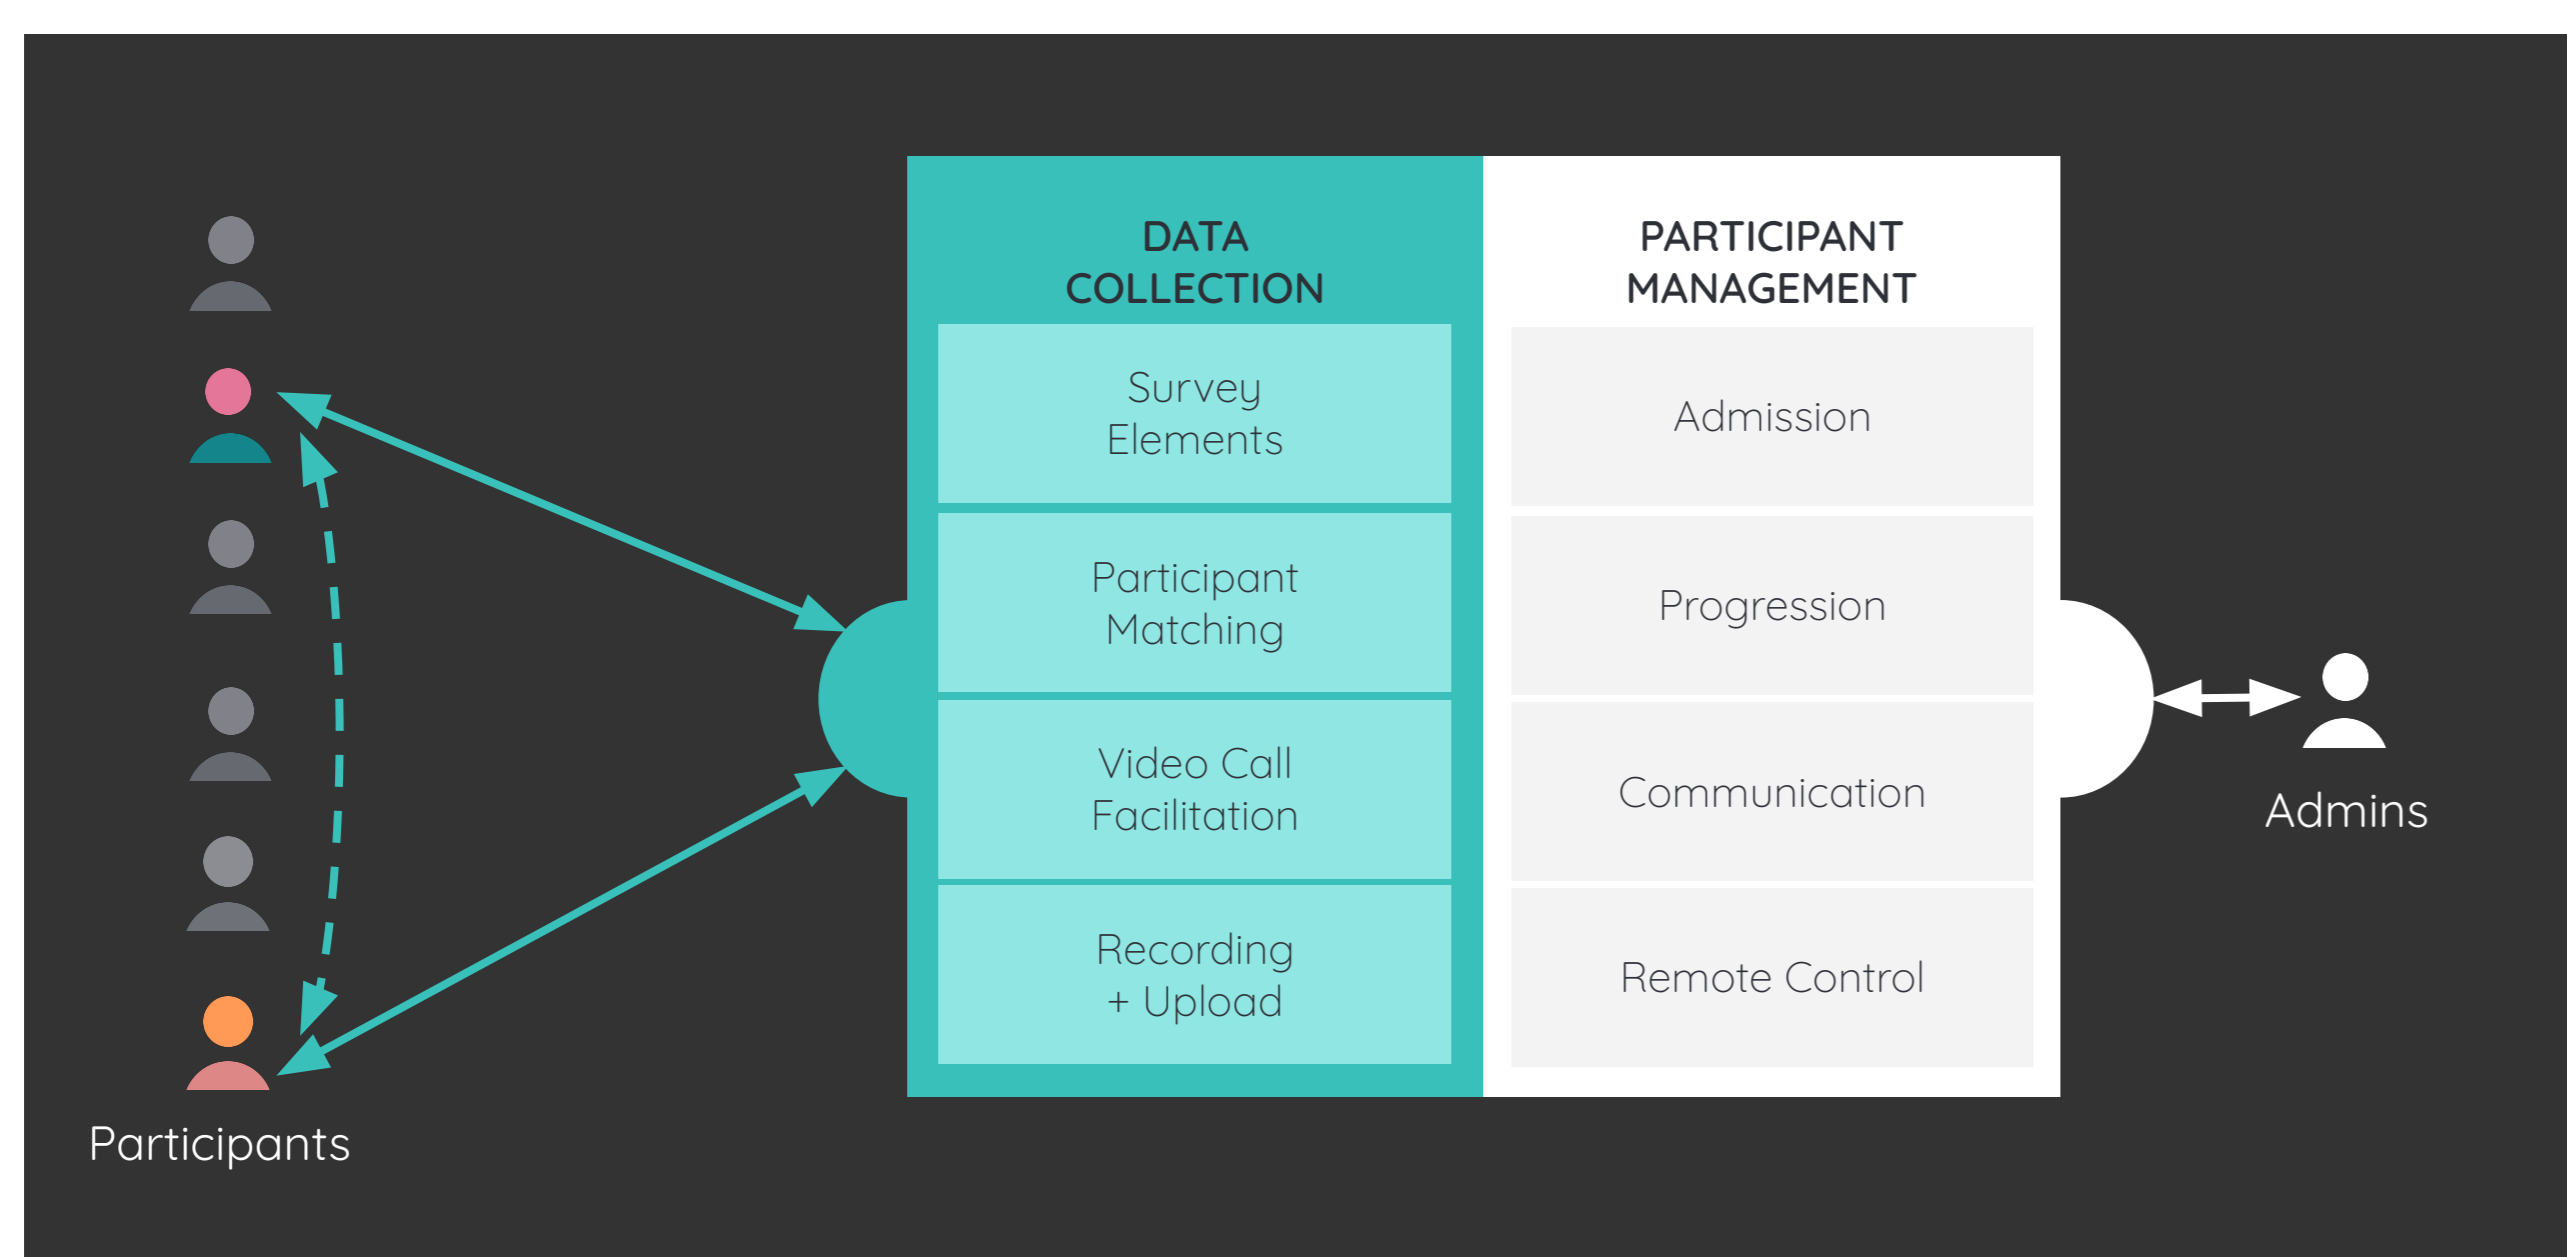 DATA
COLLECTION
Survey
Elements
Participant
Matching
Video Call
Facilitation
Recording
+ Upload
PARTICIPANT
MANAGEMENT
Admission
Progression
Communication
Remote Control
Participants
Admins